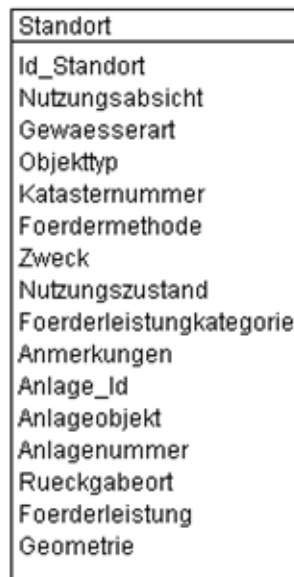 Standort
Id_Standort
Nutzungsabsicht
Gewaesserart
Objekttyp
Katasternummer
Foerdermethode
Zweck
Nutzungszustand
Foerderleistungkategorie
Anmerkungen
Anlage_Id
Anlageobjekt
Anlagenummer
Rueckgabeort
Foerderleistung
Geometrie